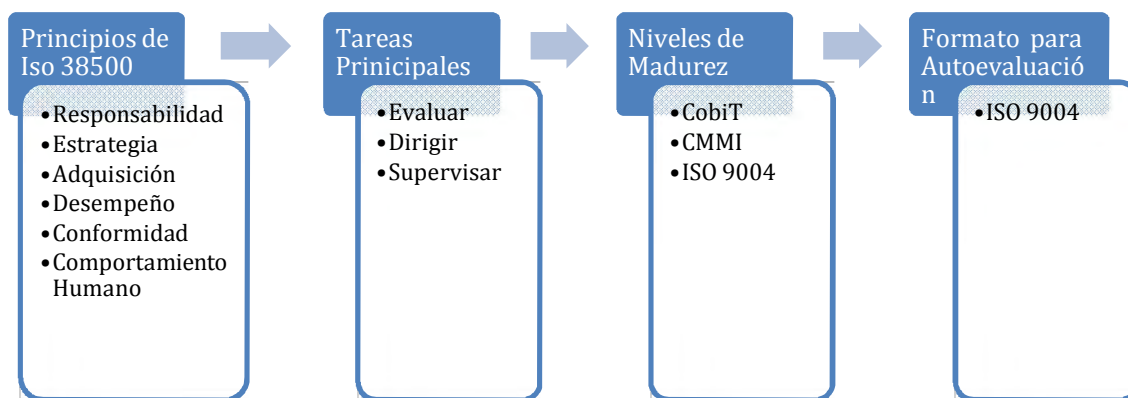 Principios de
Iso 38500
•Responsabilidad
•Estrategia
•Adquisición
•Desempeño
•Conformidad
•Comportamiento
Humano
Tareas
Prinicipales
•Evaluar
•Dirigir
•Supervisar
Niveles de
Madurez
•CobiT
•CMMI
•ISO 9004
Formato para
Autoevaluació
n
•ISO 9004